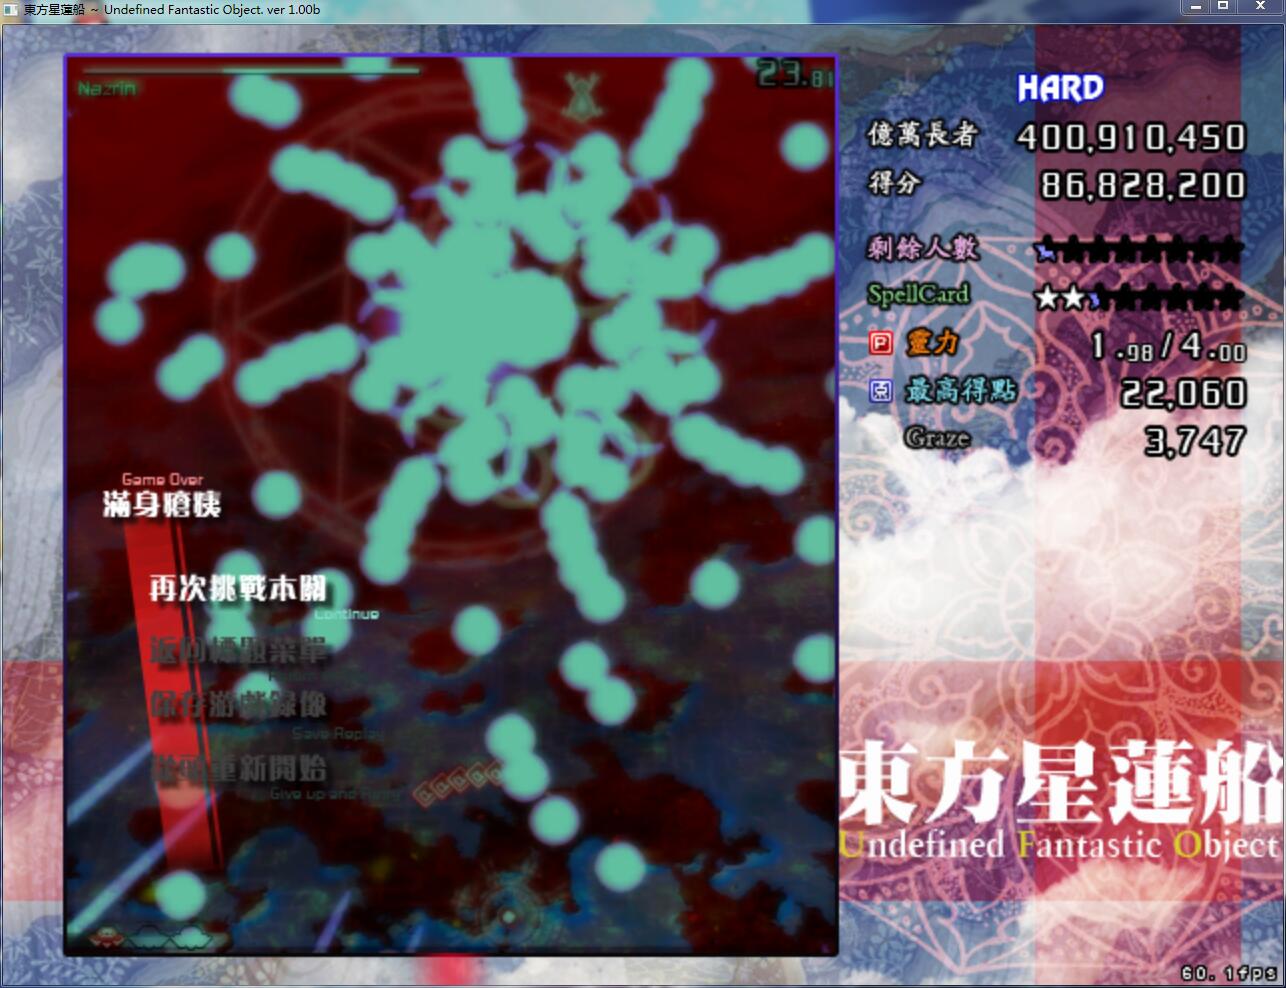 東方星蓮船 ~ Undefined Fantastic Object. ver 1.00b
Nazrin
23.81
HARD
億萬長者 400,910,450
得分 86,828,200
剩餘人數
SpellCard
P 靈力 1.98/4.00
点 最高得點 22,060
Graze 3,747
Game Over
滿身瘡痍
再次挑戰本關
Continue
返回標題菜單
保存游戲錄像
Save Replay
重新開始
Give up and Retry
東方星蓮船
Undefined Fantastic Object
60.1fps